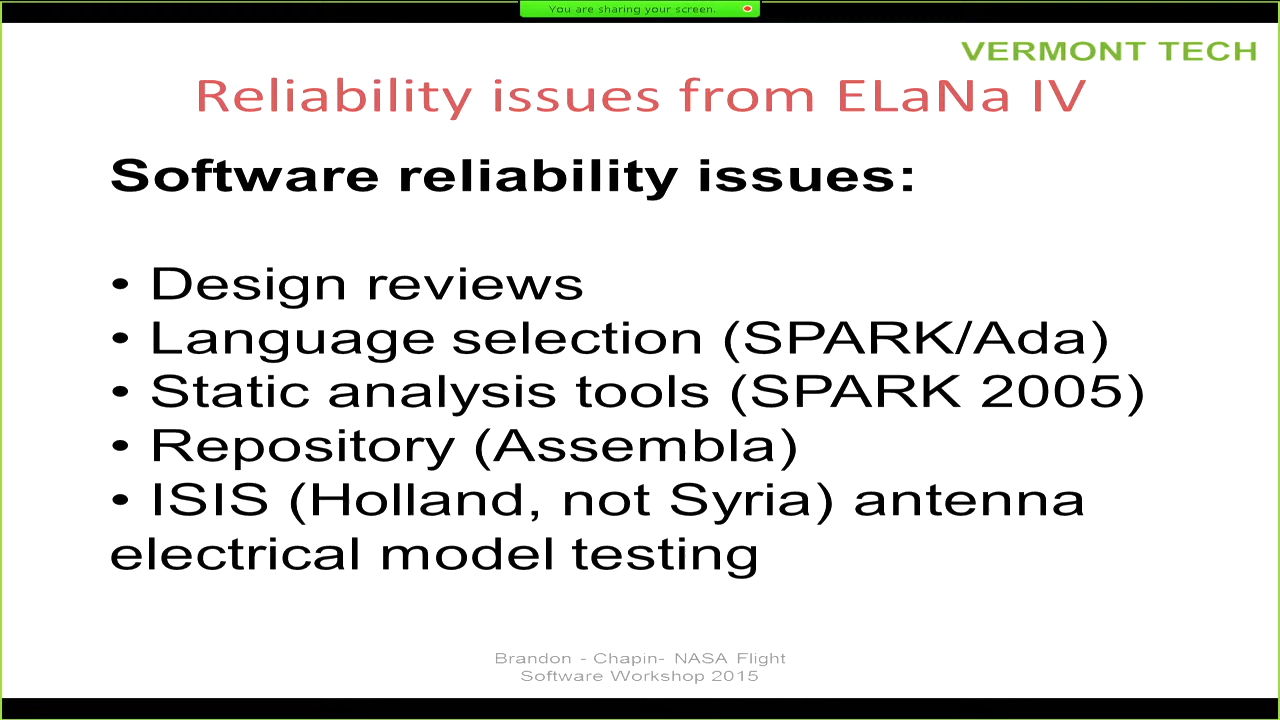 You are sharing your screen.
VERMONT TECH
Reliability issues from ELaNa IV
Software reliability issues:
• Design reviews
• Language selection (SPARK/Ada)
• Static analysis tools (SPARK 2005)
• Repository (Assembla)
• ISIS (Holland, not Syria) antenna
electrical model testing
Brandon - Chapin- NASA Flight
Software Workshop 2015